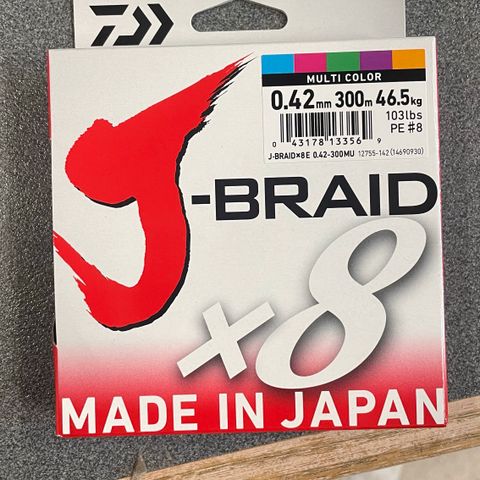 MULTI COLOR
0.42mm 300m 46.5kg
103lbs
PE #8
0 43178 13356 9
J-BRAID×8E 0.42-300MU 12755-142 (14690930)
J-BRAID
×8
MADE IN JAPAN